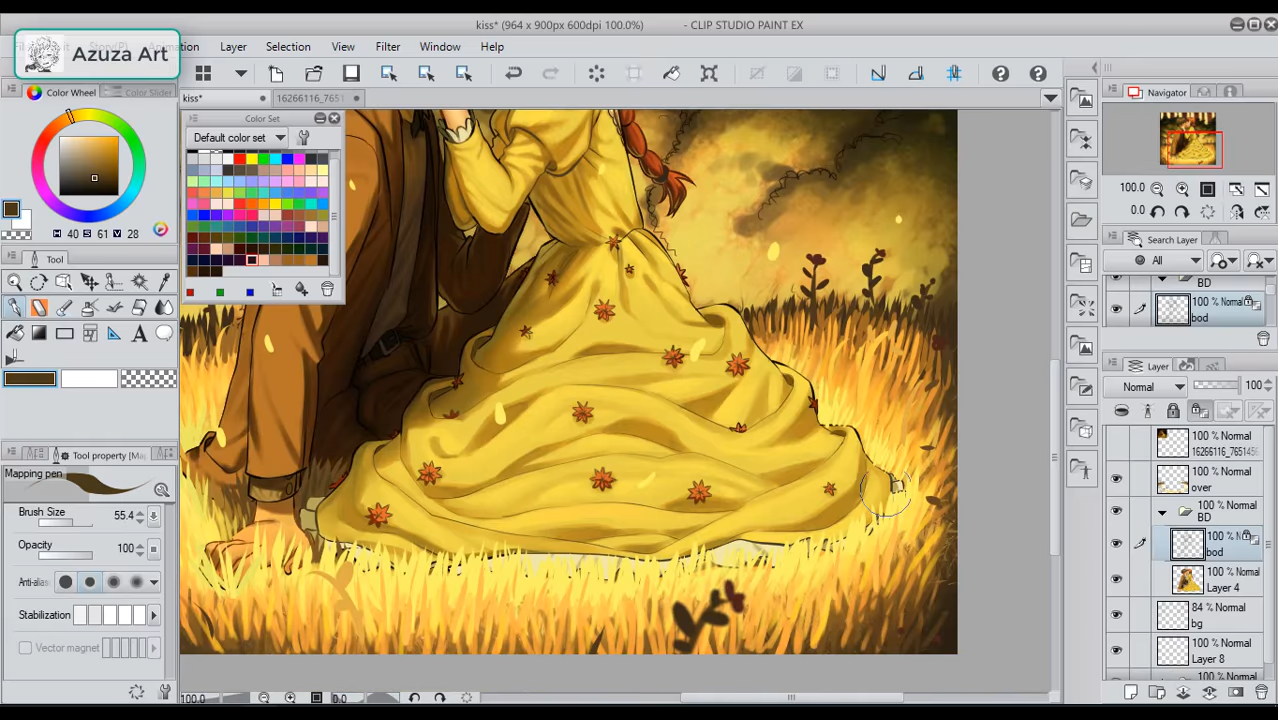 kiss* (964 x 900px 600dpi 100.0%) - CLIP STUDIO PAINT EX
Azuza Art
Layer Selection View Filter Window Help
Color Wheel Color Slider
kiss* 16266116_7651
Navigator
Color Set
Default color set
100.0
0.0
H 40 S 61 V 28
Search Layer
Tool
All
BD
100 % Normal
bod
Layer
Normal 100
100 % Normal
16266116_765145
100 % Normal
over
100 % Normal
BD
100 % N
bod
100 % Normal
Layer 4
84 % Normal
bg
100 % Normal
Layer 8
Tool property [Ma
Mapping pen
Brush Size 55.4
Opacity 100
Anti-alias
Stabilization
Vector magnet
100.0 0.0